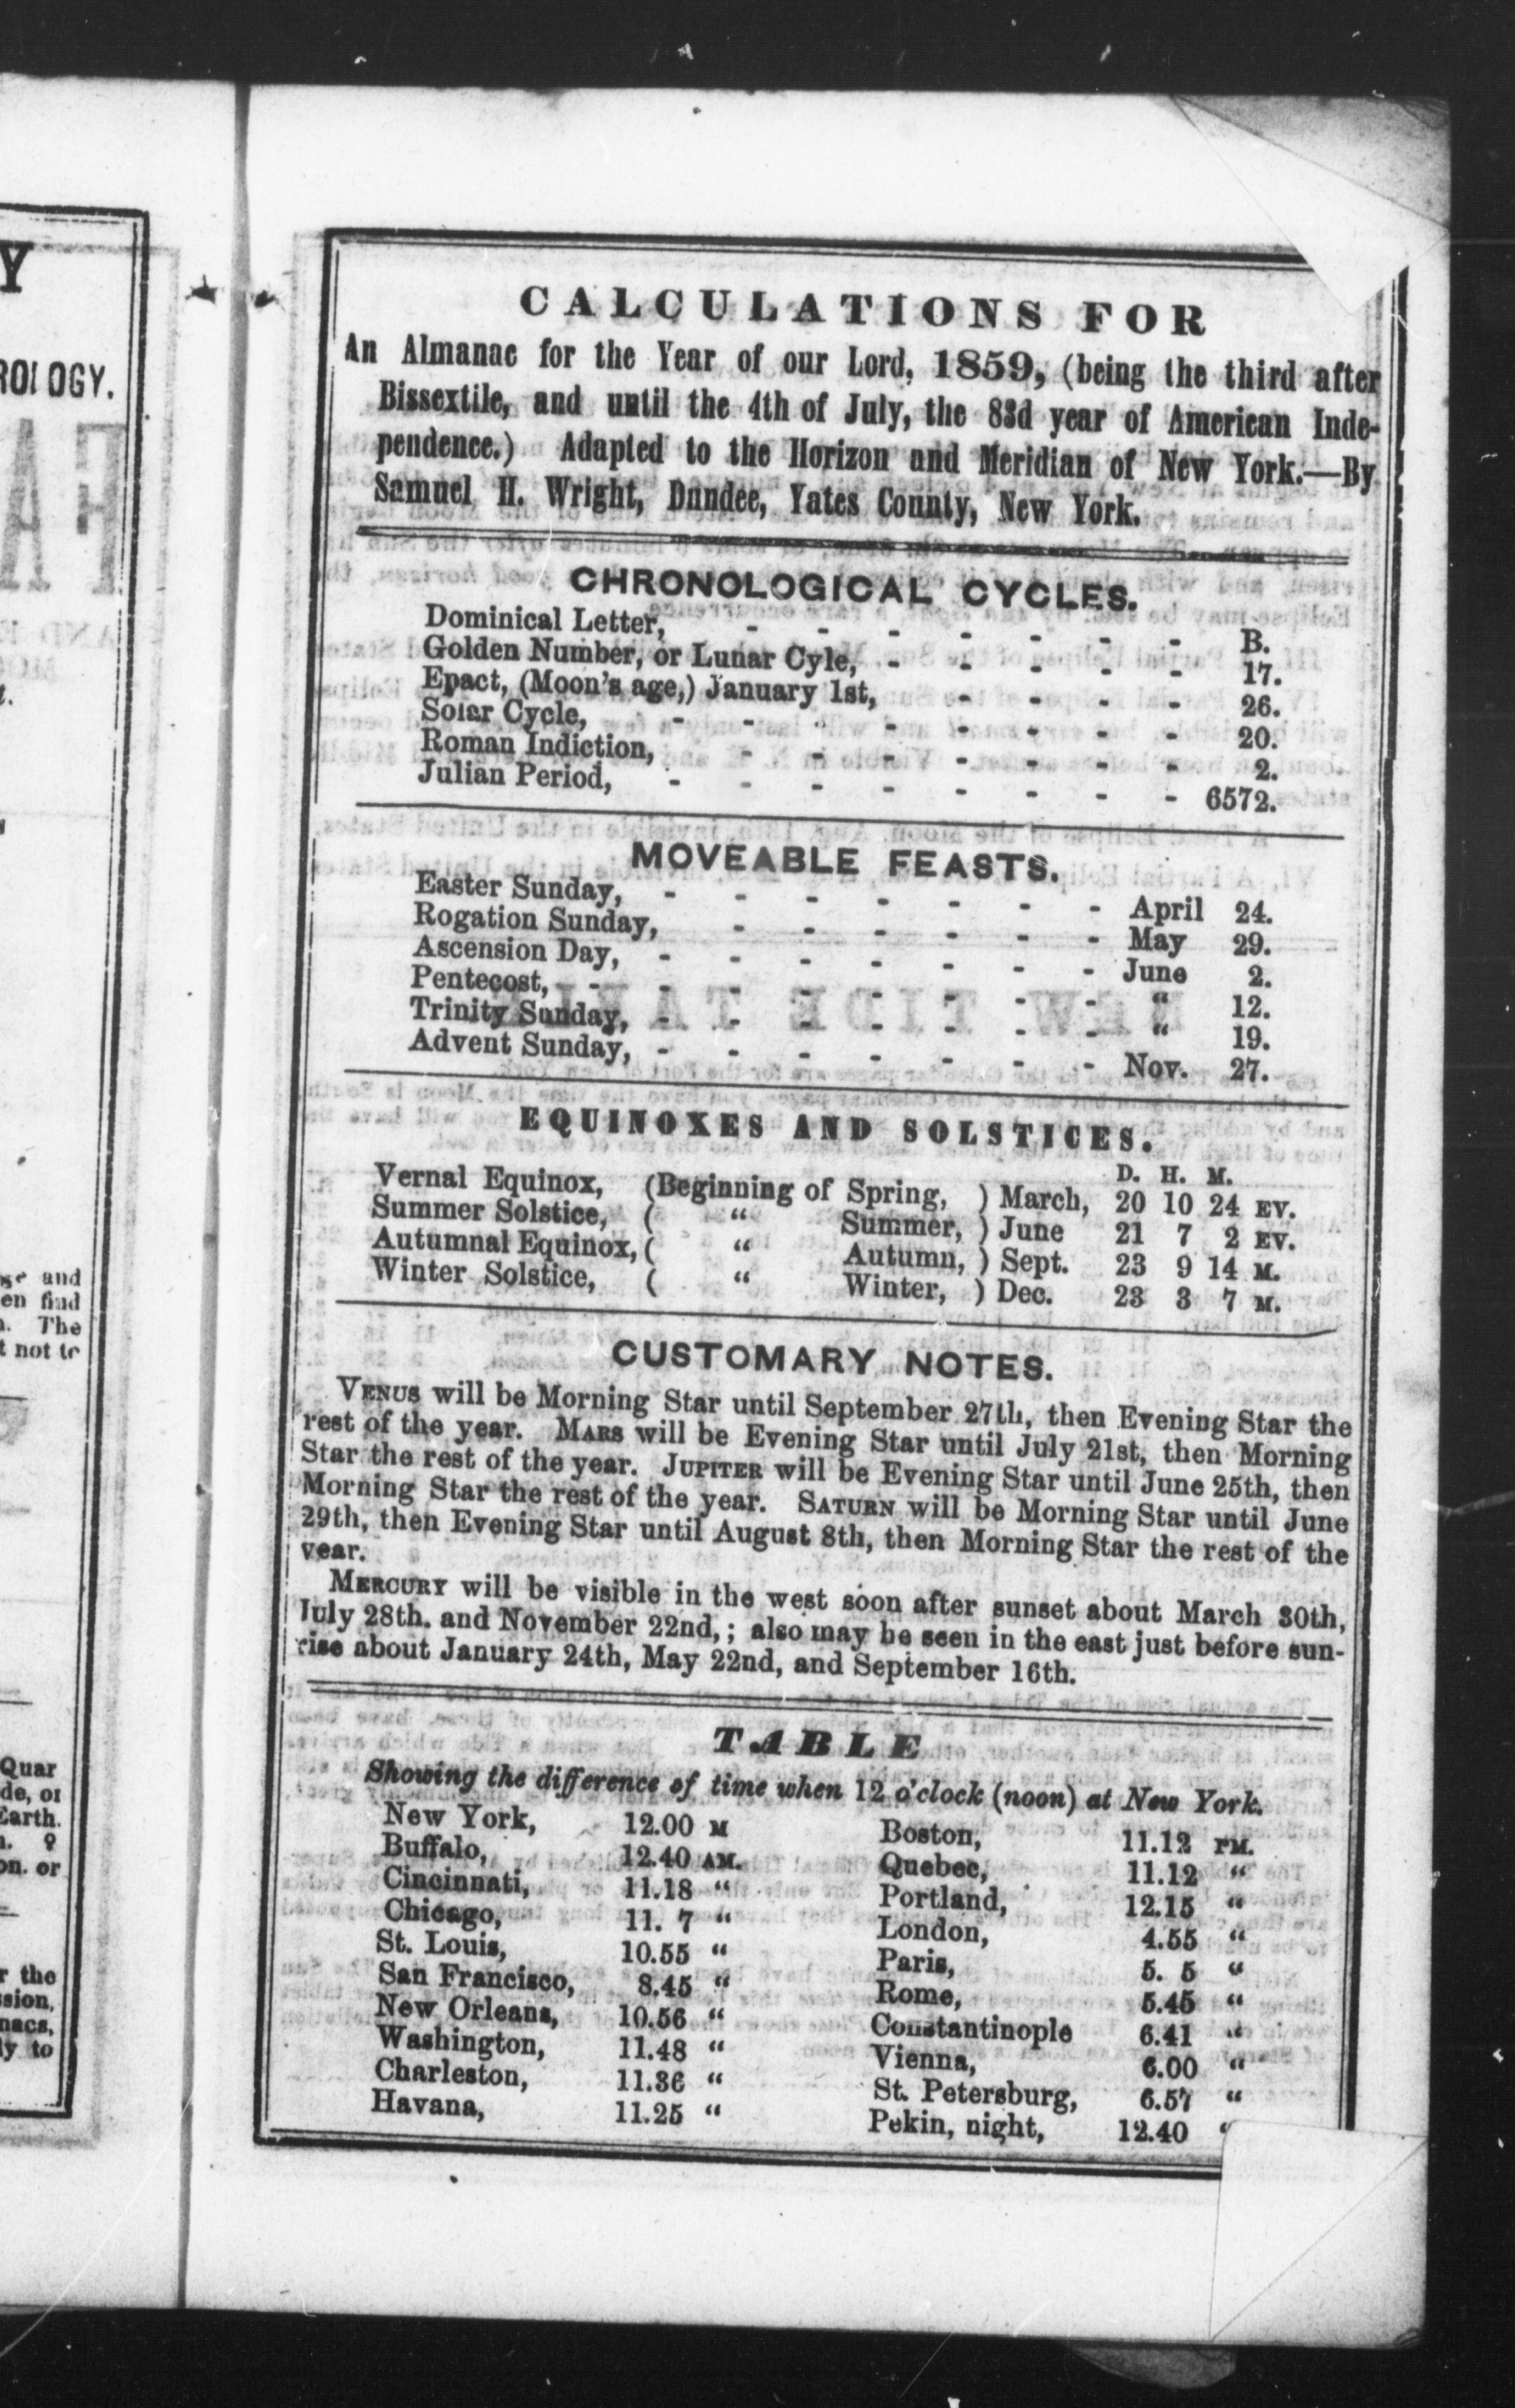 Y
ROLOGY.
CALCULATIONS FOR
An Almanac for the Year of our Lord, 1859, (being the third after
Bissextile, and until the 4th of July, the 83d year of American Inde-
pendence.) Adapted to the Horizon and Meridian of New York.—By
Samuel H. Wright, Dundee, Yates County, New York.
CHRONOLOGICAL CYCLES.
Dominical Letter, - - - - - - - B.
Golden Number, or Lunar Cyle, - - - - - 17.
Epact, (Moon's age,) January 1st, - - - - 26.
Solar Cycle, - - - - - - - - 20.
Roman Indiction, - - - - - - - 2.
Julian Period, - - - - - - - - 6572.
MOVEABLE FEASTS.
Easter Sunday, - - - - - - - April 24.
Rogation Sunday, - - - - - - May 29.
Ascension Day, - - - - - - - June 2.
Pentecost, - - - - - - - - " 12.
Trinity Sunday, - - - - - - - " 19.
Advent Sunday, - - - - - - - Nov. 27.
EQUINOXES AND SOLSTICES.
D. H. M.
Vernal Equinox, (Beginning of Spring, ) March, 20 10 24 EV.
Summer Solstice, ( " Summer, ) June 21 7 2 EV.
Autumnal Equinox, ( " Autumn, ) Sept. 23 9 14 M.
Winter Solstice, ( " Winter, ) Dec. 23 3 7 M.
CUSTOMARY NOTES.
VENUS will be Morning Star until September 27th, then Evening Star the
rest of the year. MARS will be Evening Star until July 21st, then Morning
Star the rest of the year. JUPITER will be Evening Star until June 25th, then
Morning Star the rest of the year. SATURN will be Morning Star until June
29th, then Evening Star until August 8th, then Morning Star the rest of the
year.
MERCURY will be visible in the west soon after sunset about March 30th,
July 28th. and November 22nd,; also may be seen in the east just before sun-
rise about January 24th, May 22nd, and September 16th.
TABLE
Showing the difference of time when 12 o'clock (noon) at New York.
New York, 12.00 M
Buffalo, 12.40 AM.
Cincinnati, 11.18 "
Chicago, 11. 7 "
St. Louis, 10.55 "
San Francisco, 8.45 "
New Orleans, 10.56 "
Washington, 11.48 "
Charleston, 11.36 "
Havana, 11.25 "
Boston, 11.12 PM.
Quebec, 11.12 "
Portland, 12.15 "
London, 4.55 "
Paris, 5. 5 "
Rome, 5.45 "
Constantinople 6.41 "
Vienna, 6.00 "
St. Petersburg, 6.57 "
Pekin, night, 12.40